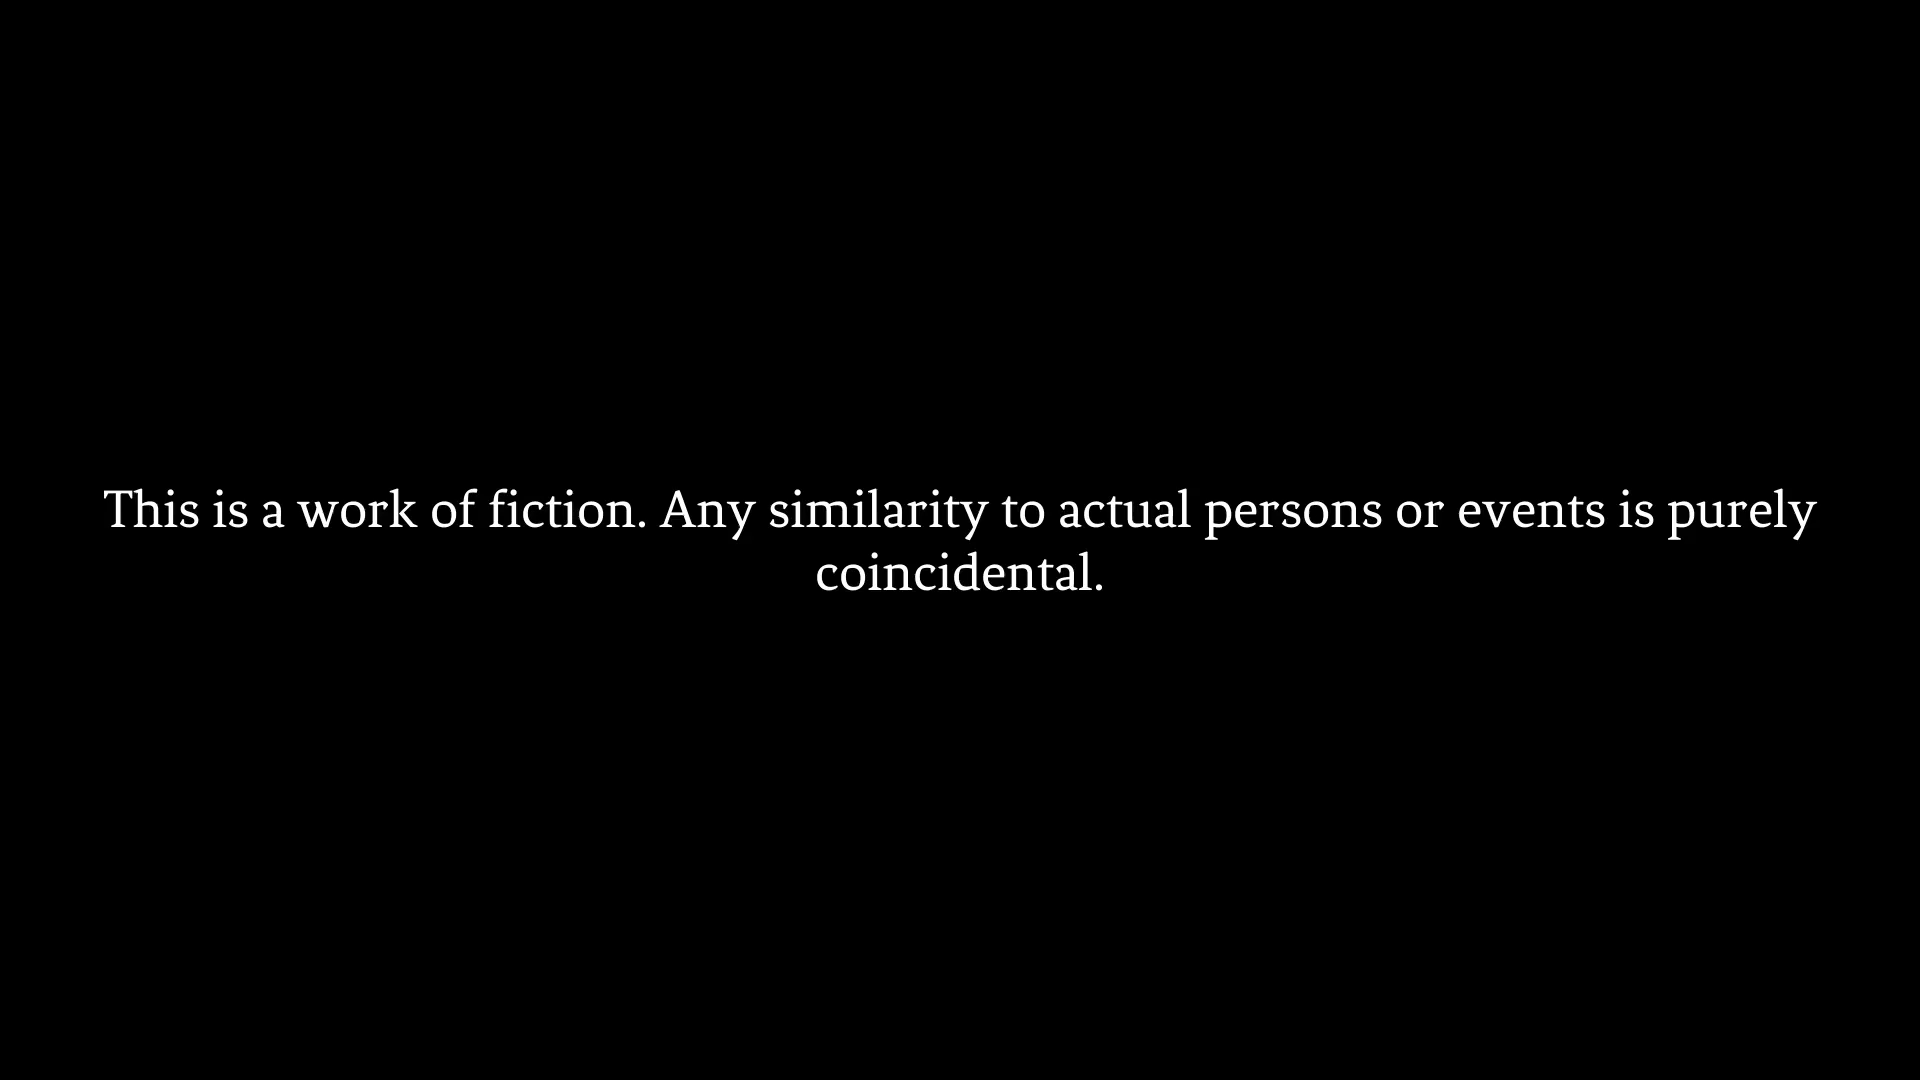 This is a work of fiction. Any similarity to actual persons or events is purely
coincidental.